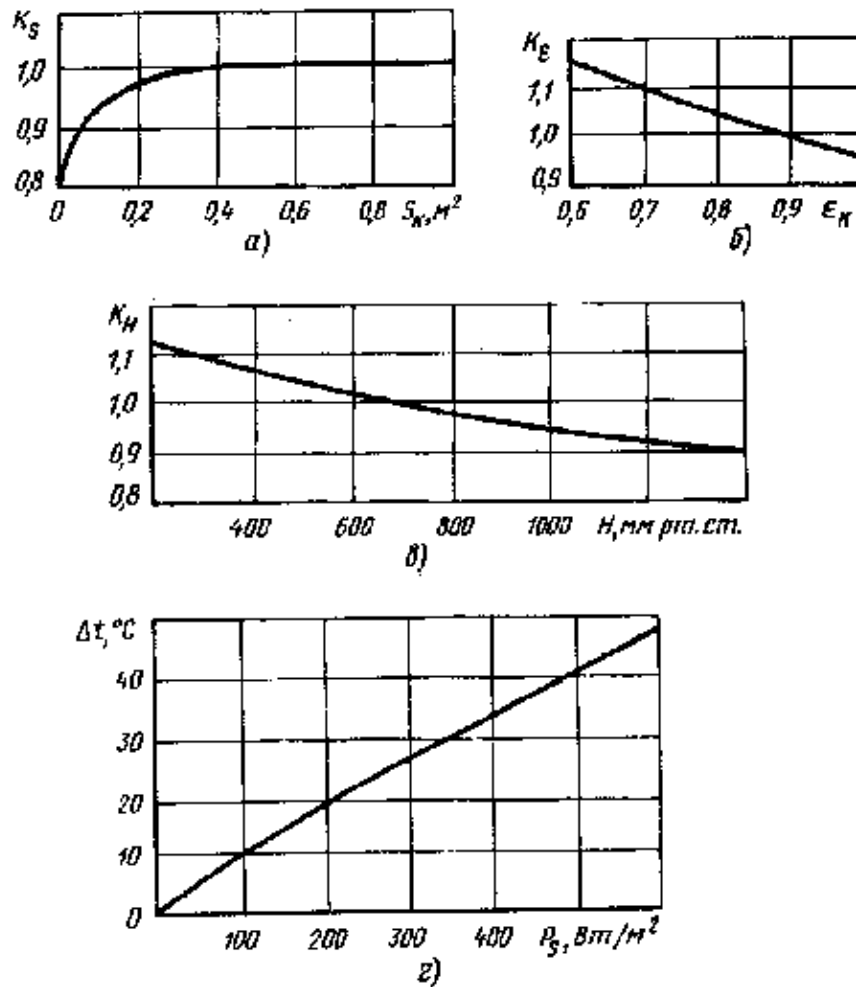 K_S
1,0
0,9
0,8
0 0,2 0,4 0,6 0,8 S_K, м²
а)
K_ε
1,1
1,0
0,9
0,6 0,7 0,8 0,9 ε_K
б)
K_H
1,1
1,0
0,9
0,8
400 600 800 1000 H, мм рт. ст.
в)
Δt, °C
40
30
20
10
0
100 200 300 400 P_S, Вт/м²
г)